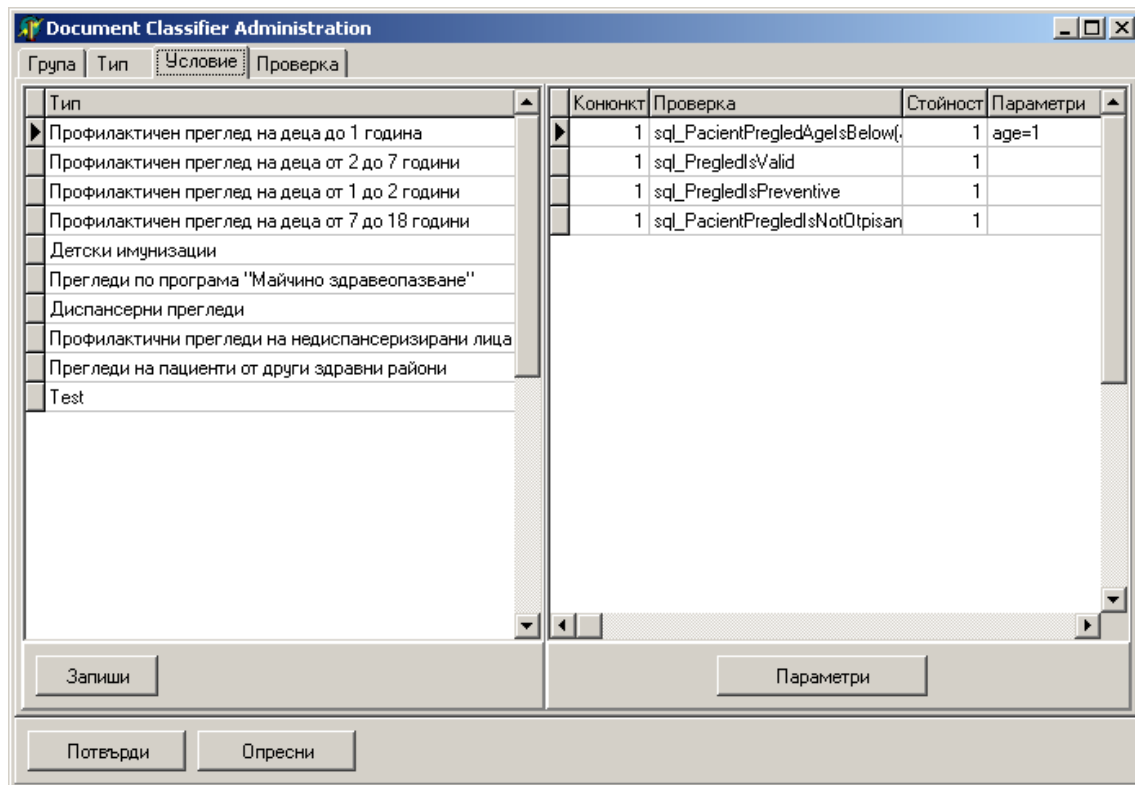 Document Classifier Administration
Група Тип Условие Проверка
Тип
Профилактичен преглед на деца до 1 година
Профилактичен преглед на деца от 2 до 7 години
Профилактичен преглед на деца от 1 до 2 години
Профилактичен преглед на деца от 7 до 18 години
Детски имунизации
Прегледи по програма "Майчино здравеопазване"
Диспансерни прегледи
Профилактични прегледи на недиспансеризирани лица
Прегледи на пациенти от други здравни райони
Test
Конюнкт Проверка Стойност Параметри
1 sql_PacientPregledAgeIsBelow( 1 age=1
1 sql_PregledIsValid 1
1 sql_PregledIsPreventive 1
1 sql_PacientPregledIsNotOtpisan 1
Запиши
Параметри
Потвърди Опресни